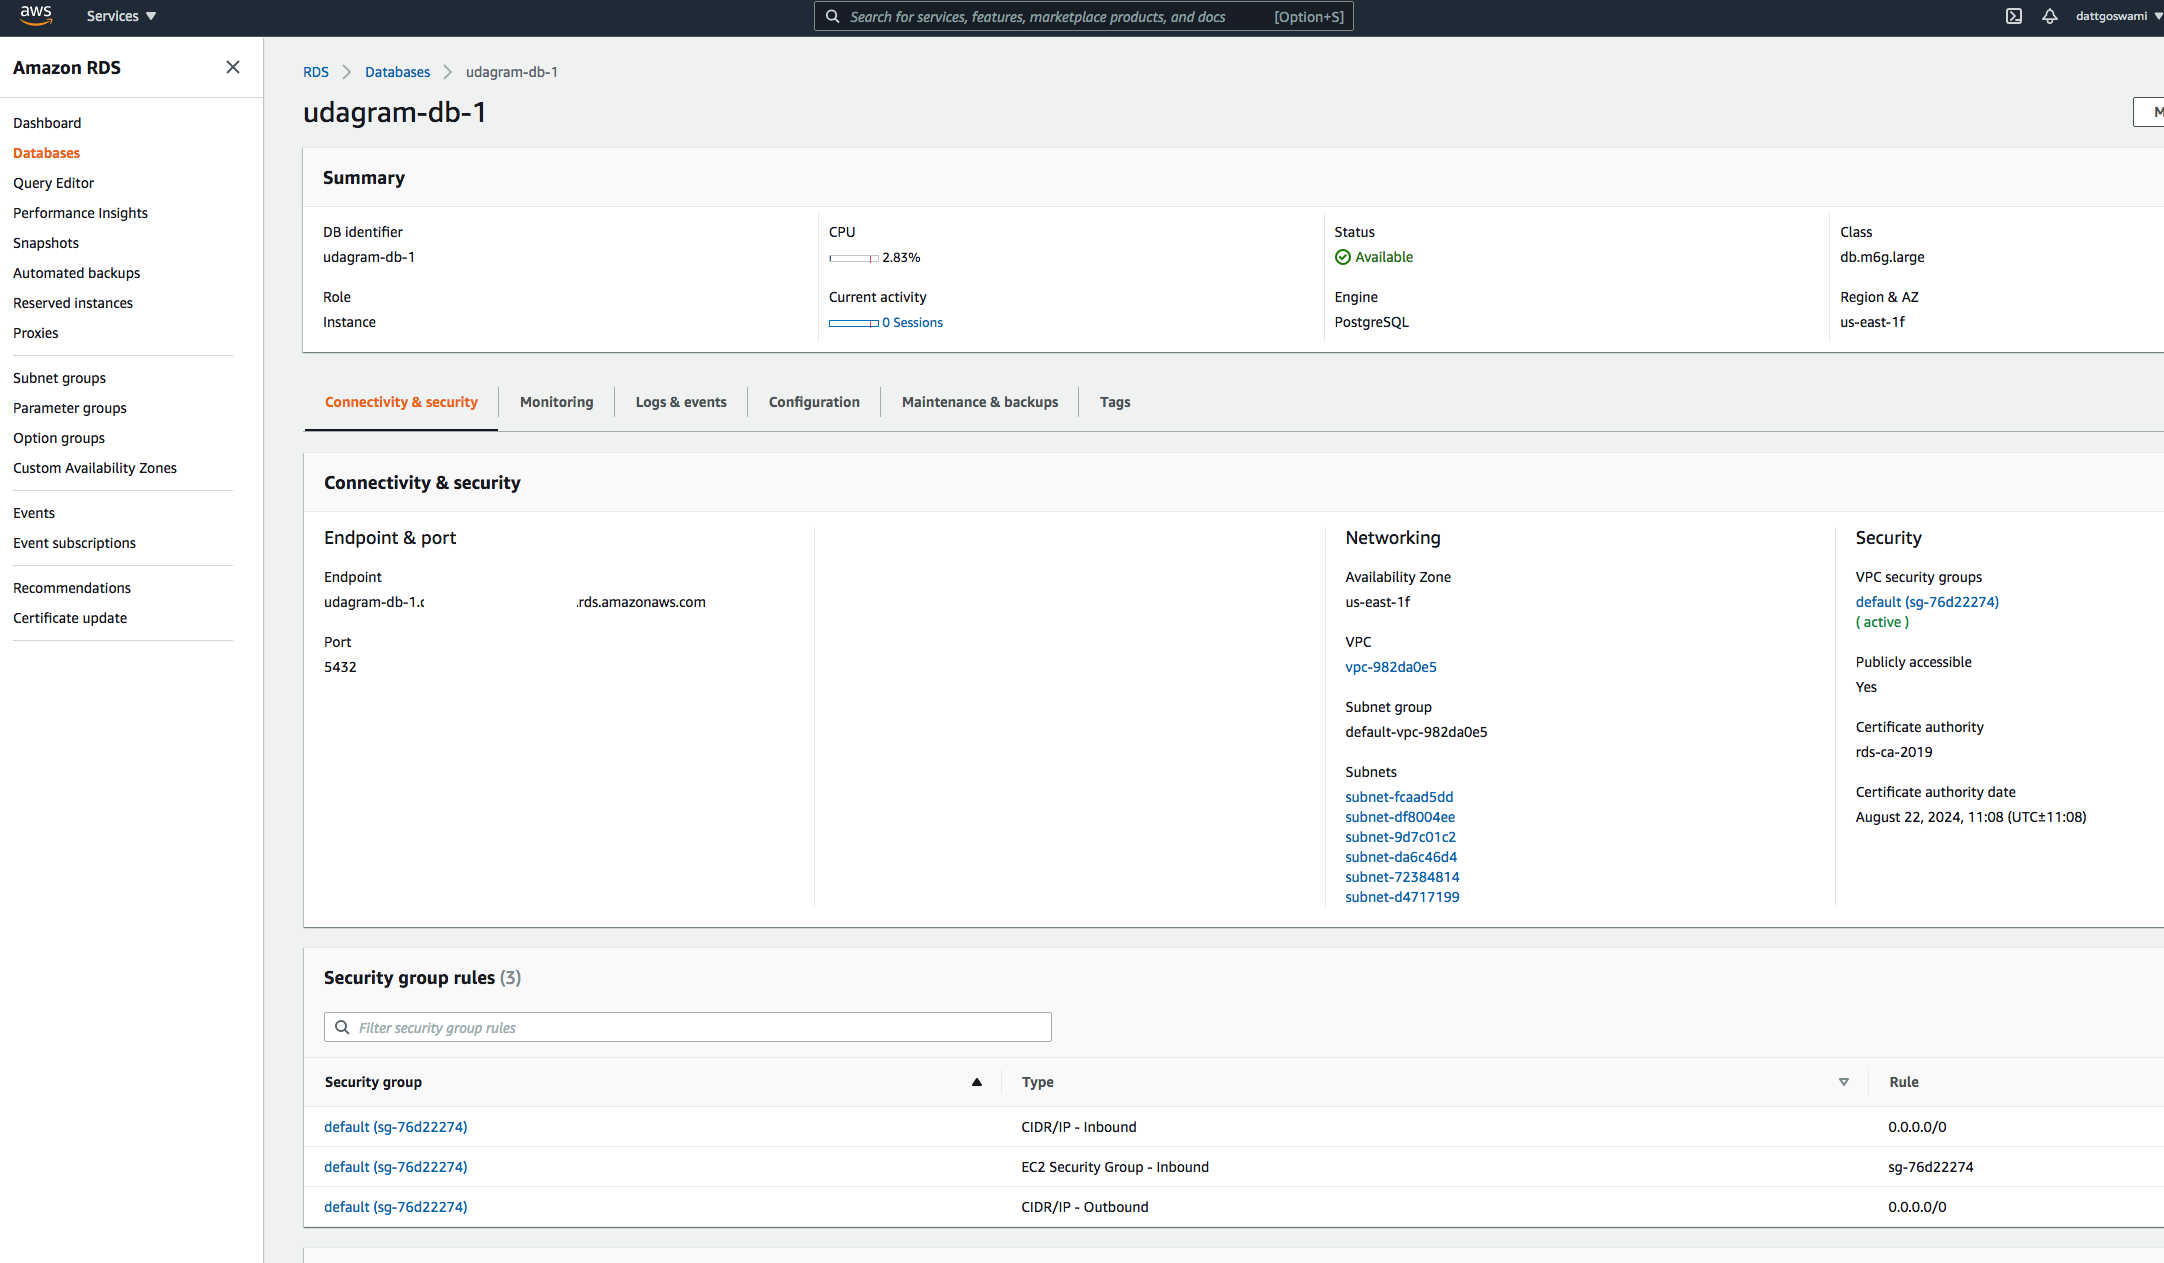 aws
Services
Search for services, features, marketplace products, and docs
[Option+S]
dattgoswami
Amazon RDS
Dashboard
Databases
Query Editor
Performance Insights
Snapshots
Automated backups
Reserved instances
Proxies
Subnet groups
Parameter groups
Option groups
Custom Availability Zones
Events
Event subscriptions
Recommendations
Certificate update
RDS
Databases
udagram-db-1
udagram-db-1
Summary
DB identifier
udagram-db-1
Role
Instance
CPU
2.83%
Current activity
0 Sessions
Status
Available
Engine
PostgreSQL
Class
db.m6g.large
Region & AZ
us-east-1f
Connectivity & security
Monitoring
Logs & events
Configuration
Maintenance & backups
Tags
Connectivity & security
Endpoint & port
Endpoint
udagram-db-1. .rds.amazonaws.com
Port
5432
Networking
Availability Zone
us-east-1f
VPC
vpc-982da0e5
Subnet group
default-vpc-982da0e5
Subnets
subnet-fcaad5dd
subnet-df8004ee
subnet-9d7c01c2
subnet-da6c46d4
subnet-72384814
subnet-d4717199
Security
VPC security groups
default (sg-76d22274)
( active )
Publicly accessible
Yes
Certificate authority
rds-ca-2019
Certificate authority date
August 22, 2024, 11:08 (UTC±11:08)
Security group rules (3)
Filter security group rules
Security group
Type
Rule
default (sg-76d22274)
CIDR/IP - Inbound
0.0.0.0/0
default (sg-76d22274)
EC2 Security Group - Inbound
sg-76d22274
default (sg-76d22274)
CIDR/IP - Outbound
0.0.0.0/0